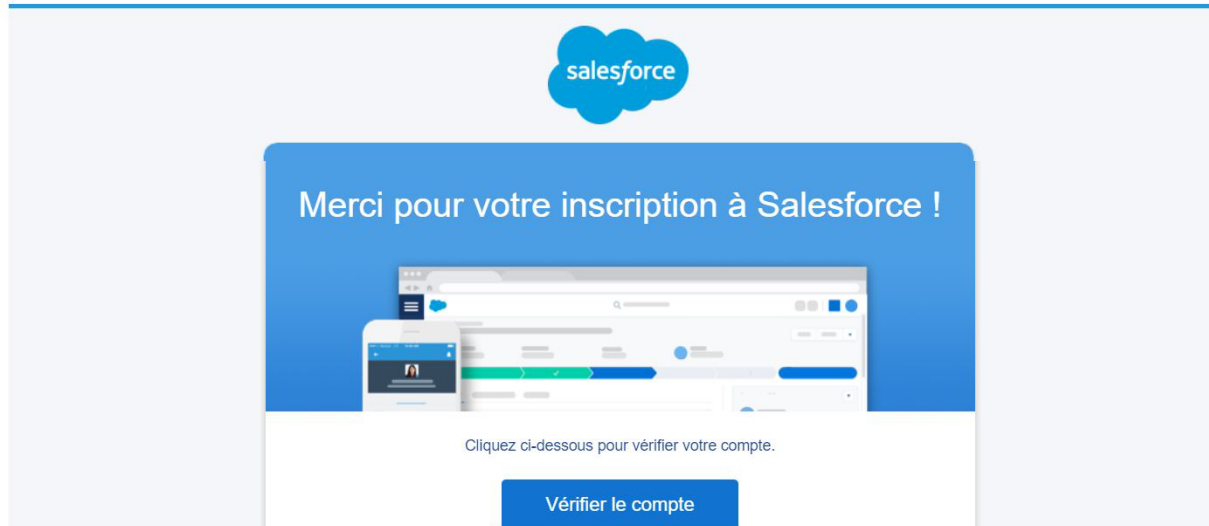 salesforce
Merci pour votre inscription à Salesforce !
Cliquez ci-dessous pour vérifier votre compte.
Vérifier le compte